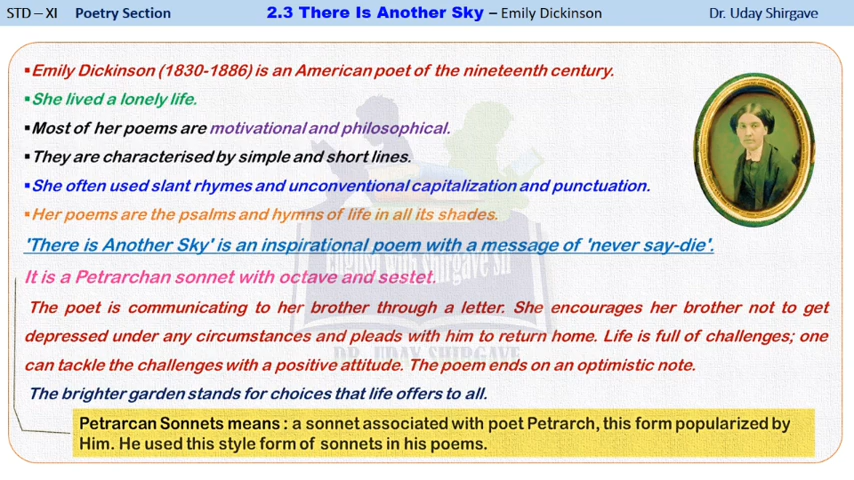 STD – XI Poetry Section 2.3 There Is Another Sky – Emily Dickinson Dr. Uday Shirgave
▪Emily Dickinson (1830-1886) is an American poet of the nineteenth century.
▪She lived a lonely life.
▪Most of her poems are motivational and philosophical.
▪They are characterised by simple and short lines.
▪She often used slant rhymes and unconventional capitalization and punctuation.
▪Her poems are the psalms and hymns of life in all its shades.
'There is Another Sky' is an inspirational poem with a message of 'never say-die'.
It is a Petrarchan sonnet with octave and sestet.
English with Shirgave Sir
The poet is communicating to her brother through a letter. She encourages her brother not to get
depressed under any circumstances and pleads with him to return home. Life is full of challenges; one
DR. UDAY SHIRGAVE
can tackle the challenges with a positive attitude. The poem ends on an optimistic note.
The brighter garden stands for choices that life offers to all.
Petrarcan Sonnets means : a sonnet associated with poet Petrarch, this form popularized by
Him. He used this style form of sonnets in his poems.